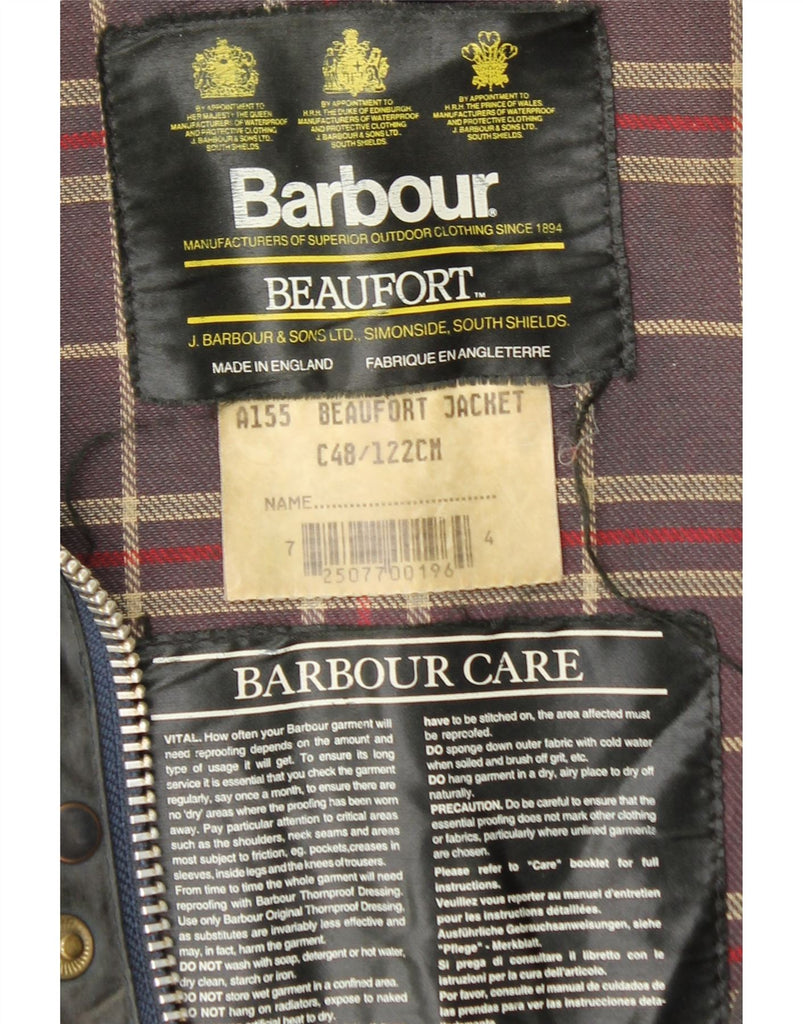 BY APPOINTMENT TO
HER MAJESTY THE QUEEN
MANUFACTURERS OF WATERPROOF
AND PROTECTIVE CLOTHING
J. BARBOUR & SONS LTD.,
SOUTH SHIELDS
BY APPOINTMENT TO
H.R.H. THE DUKE OF EDINBURGH.
MANUFACTURERS OF WATERPROOF
AND PROTECTIVE CLOTHING
J. BARBOUR & SONS LTD.,
SOUTH SHIELDS.
BY APPOINTMENT TO
H.R.H. THE PRINCE OF WALES.
MANUFACTURERS OF WATERPROOF
AND PROTECTIVE CLOTHING
J. BARBOUR & SONS LTD.,
SOUTH SHIELDS.
Barbour®
MANUFACTURERS OF SUPERIOR OUTDOOR CLOTHING SINCE 1894
BEAUFORT™
J. BARBOUR & SONS LTD., SIMONSIDE, SOUTH SHIELDS.
MADE IN ENGLAND FABRIQUE EN ANGLETERRE
A155 BEAUFORT JACKET
C48/122CM
NAME..............................
7 2507700196 4
BARBOUR CARE
VITAL. How often your Barbour garment will
need reproofing depends on the amount and
type of usage it will get. To ensure its long
service it is essential that you check the garment
regularly, say once a month, to ensure there are
no 'dry' areas where the proofing has been worn
away. Pay particular attention to critical areas
such as the shoulders, neck seams and areas
most subject to friction, eg. pockets,creases in
sleeves, inside legs and the knees of trousers.
From time to time the whole garment will need
reproofing with Barbour Thornproof Dressing.
Use only Barbour Original Thornproof Dressing,
as substitutes are invariably less effective and
may, in fact, harm the garment.
DO NOT wash with soap, detergent or hot water,
dry clean, starch or iron.
DO NOT store wet garment in a confined area.
DO NOT hang on radiators, expose to naked
artificial heat to dry.
have to be stitched on, the area affected must
be reproofed.
DO sponge down outer fabric with cold water
when soiled and brush off grit, etc.
DO hang garment in a dry, airy place to dry off
naturally.
PRECAUTION. Do be careful to ensure that the
essential proofing does not mark other clothing
or fabrics, particularly where unlined garments
are chosen.
Please refer to "Care" booklet for full
instructions.
Veuillez vous reporter au manuel d'entretien
pour les instructions détaillées.
Ausführliche Gebrauchsanweisungen, siehe
"Pflege" - Merkblatt.
Si prega di consultare il libretto con le
istruzioni per la cura dell'articolo.
Por favor, consulte el manual de cuidados de
las prendas para ver las instrucciones deta-